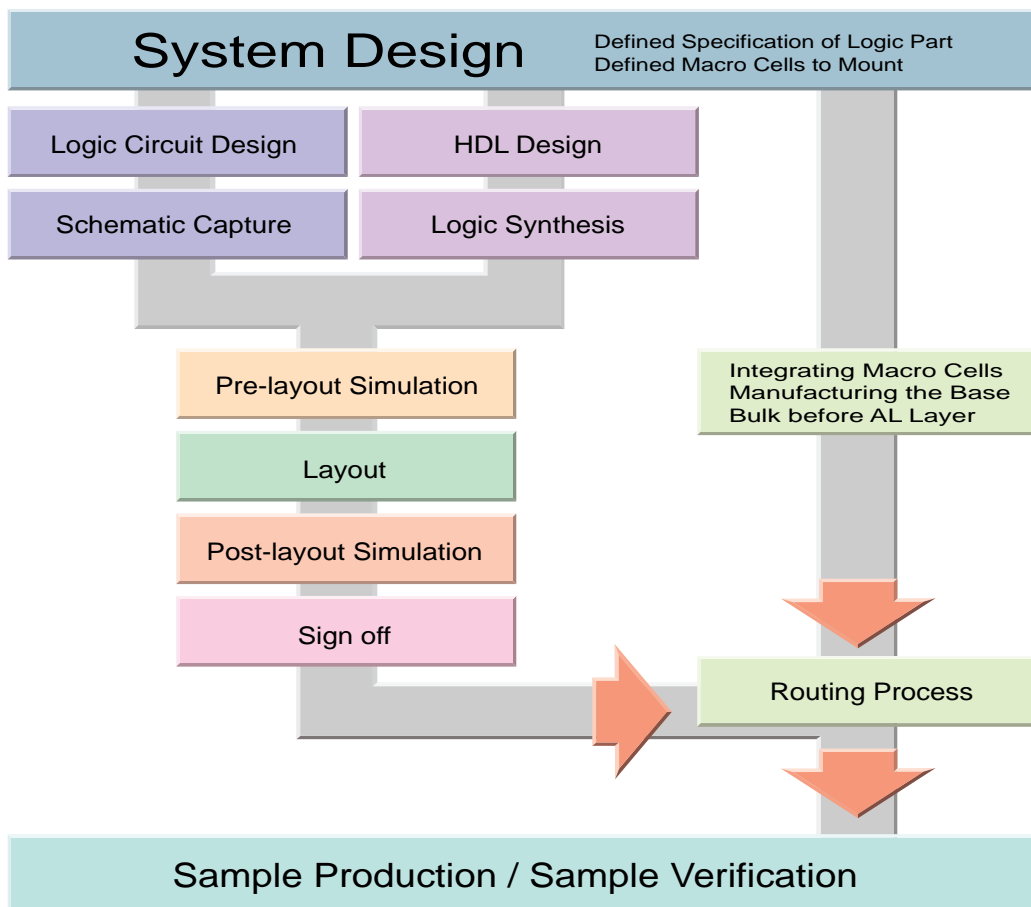 System Design
Defined Specification of Logic Part
Defined Macro Cells to Mount
Logic Circuit Design
HDL Design
Schematic Capture
Logic Synthesis
Pre-layout Simulation
Integrating Macro Cells
Manufacturing the Base
Bulk before AL Layer
Layout
Post-layout Simulation
Sign off
Routing Process
Sample Production / Sample Verification